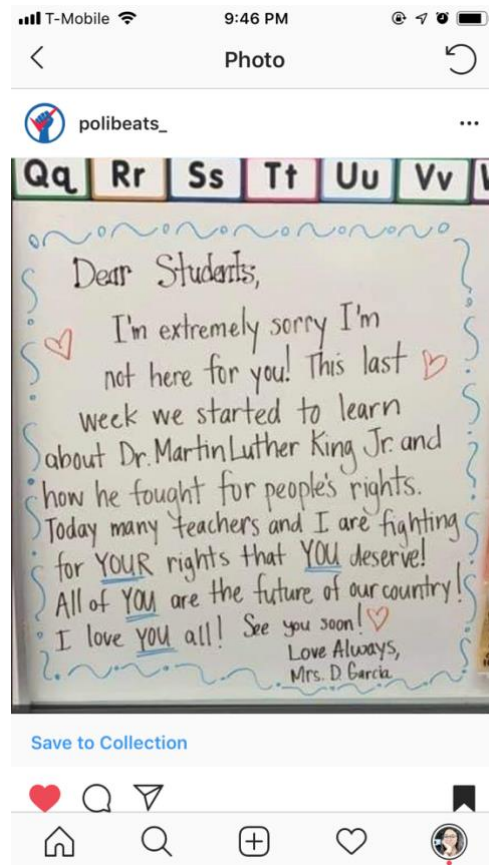 T-Mobile 9:46 PM
Photo
polibeats_
Qq Rr Ss Tt Uu Vv
Dear Students,
I'm extremely sorry I'm
not here for you! This last
week we started to learn
about Dr. Martin Luther King Jr. and
how he fought for people's rights.
Today many teachers and I are fighting
for YOUR rights that YOU deserve!
All of YOU are the future of our country!
I love YOU all! See you soon!
Love Always,
Mrs. D. Garcia
Save to Collection